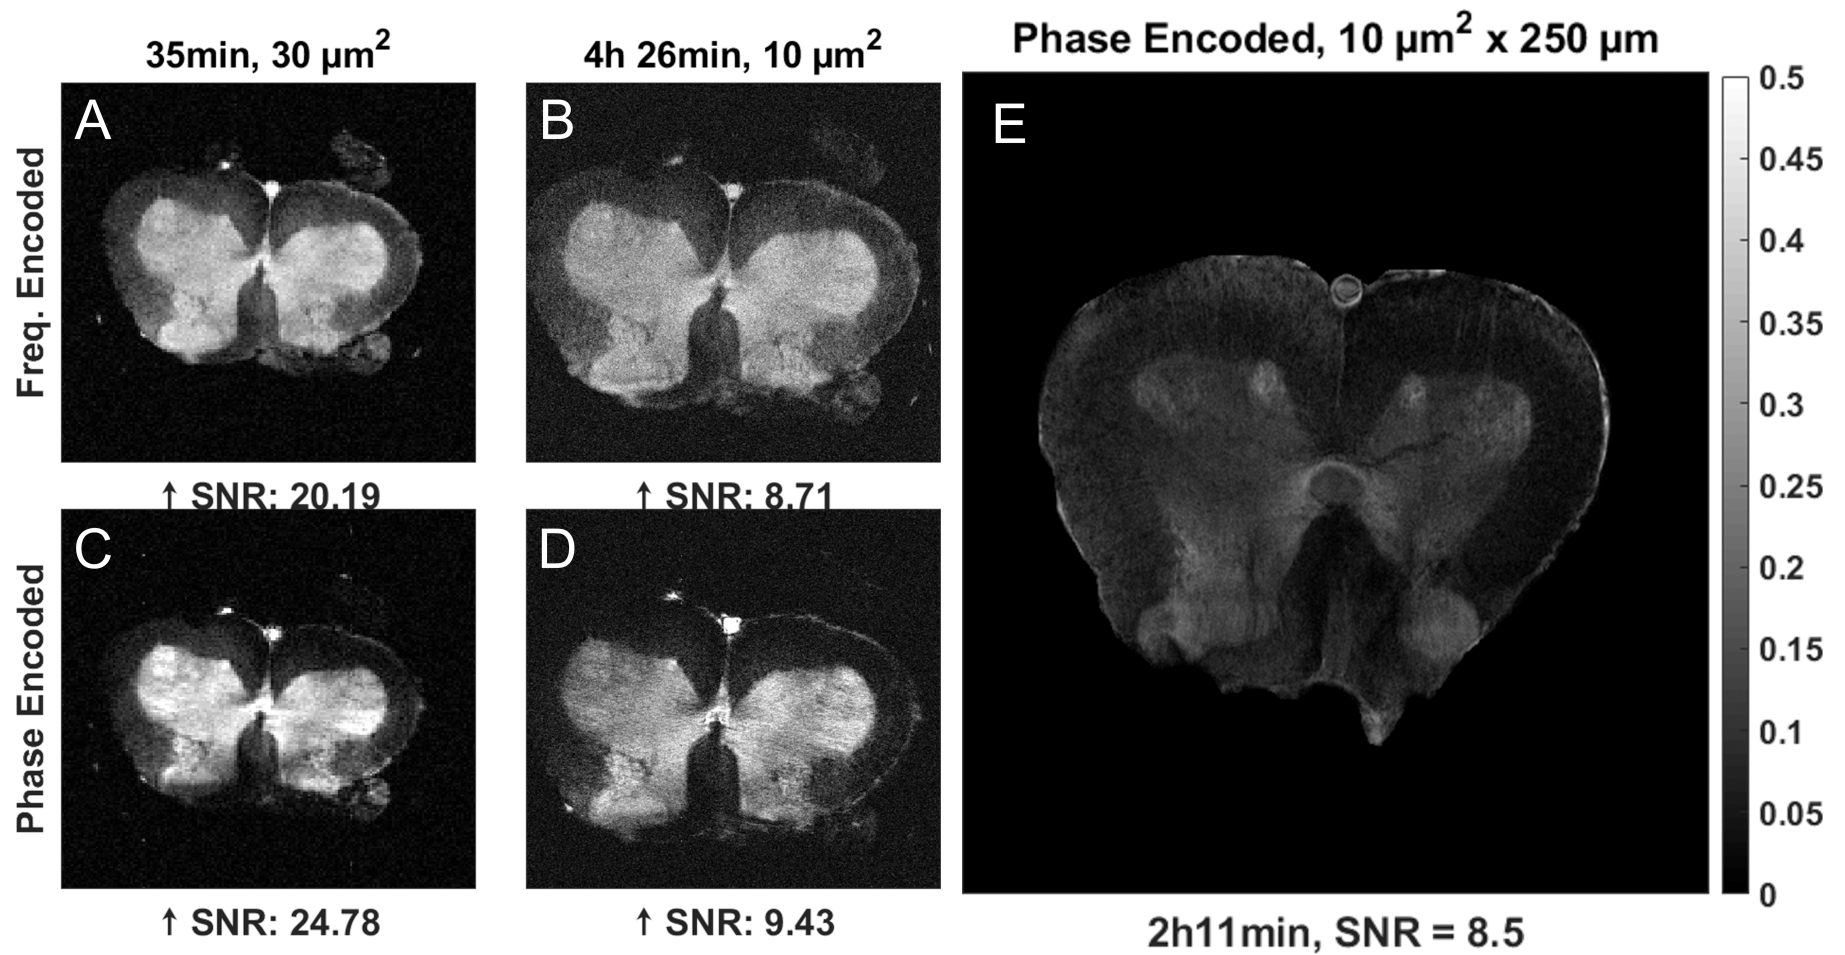 35min, 30 µm²
4h 26min, 10 µm²
Phase Encoded, 10 µm² x 250 µm
Freq. Encoded
A
B
E
↑ SNR: 20.19
↑ SNR: 8.71
Phase Encoded
C
D
↑ SNR: 24.78
↑ SNR: 9.43
2h11min, SNR = 8.5
0.5
0.45
0.4
0.35
0.3
0.25
0.2
0.15
0.1
0.05
0